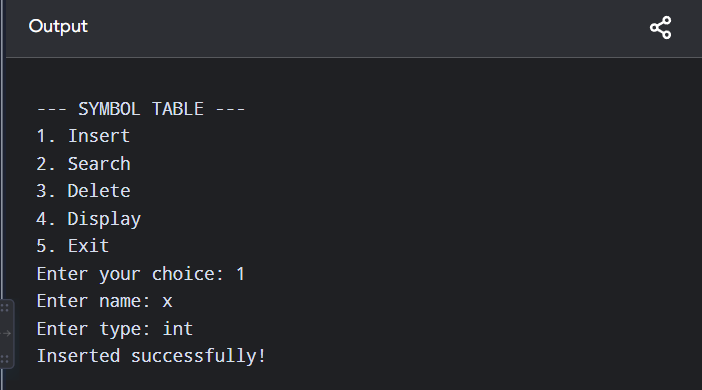 Output
--- SYMBOL TABLE ---
1. Insert
2. Search
3. Delete
4. Display
5. Exit
Enter your choice: 1
Enter name: x
Enter type: int
Inserted successfully!